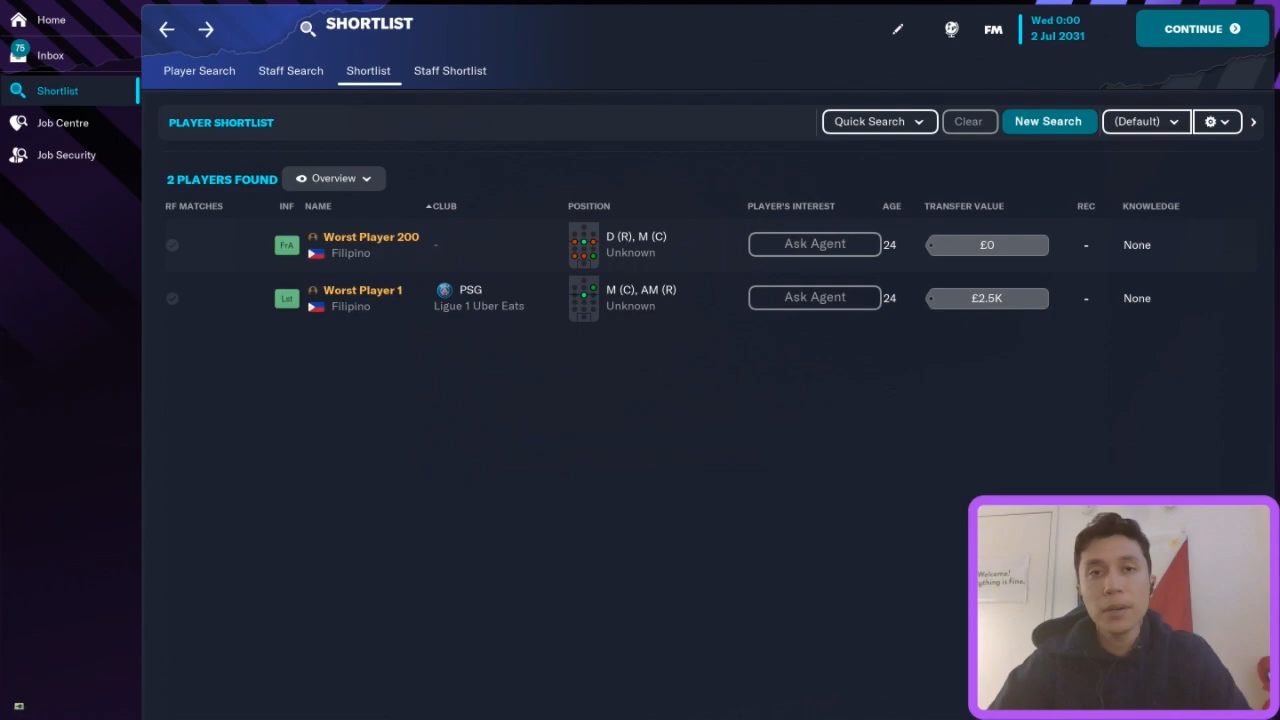 Home
75
Inbox
Shortlist
Job Centre
Job Security
SHORTLIST
FM
Wed 0:00
2 Jul 2031
CONTINUE
Player Search
Staff Search
Shortlist
Staff Shortlist
PLAYER SHORTLIST
Quick Search
Clear
New Search
(Default)
2 PLAYERS FOUND
Overview
RF MATCHES INF NAME CLUB POSITION PLAYER'S INTEREST AGE TRANSFER VALUE REC KNOWLEDGE
FrA Worst Player 200 - D (R), M (C) Ask Agent 24 £0 - None
Filipino Unknown
Lst Worst Player 1 PSG M (C), AM (R) Ask Agent 24 £2.5K - None
Filipino Ligue 1 Uber Eats Unknown
Welcome!
ything is fine.